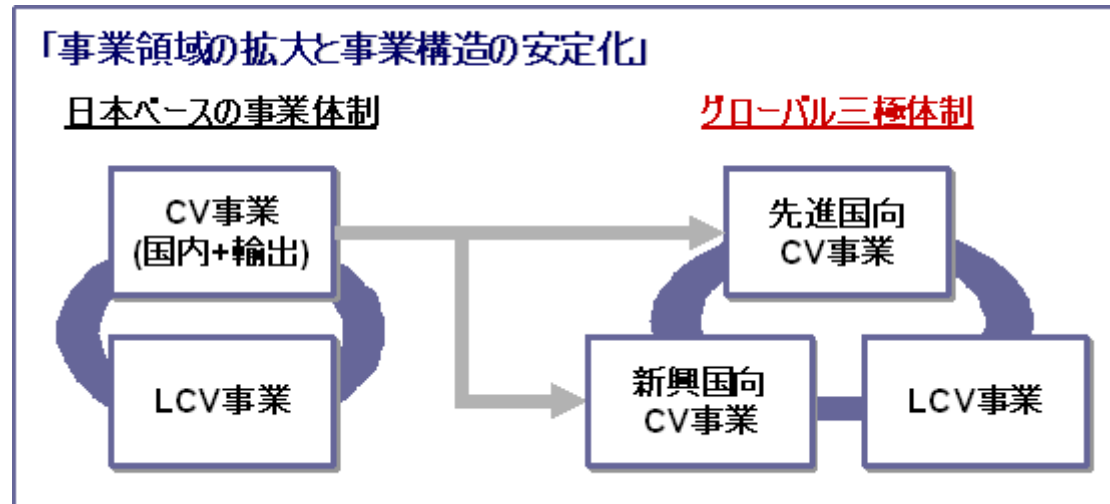 「事業領域の拡大と事業構造の安定化」
日本ベースの事業体制
グローバル三極体制
CV事業
(国内+輸出)
LCV事業
先進国向
CV事業
新興国向
CV事業
LCV事業